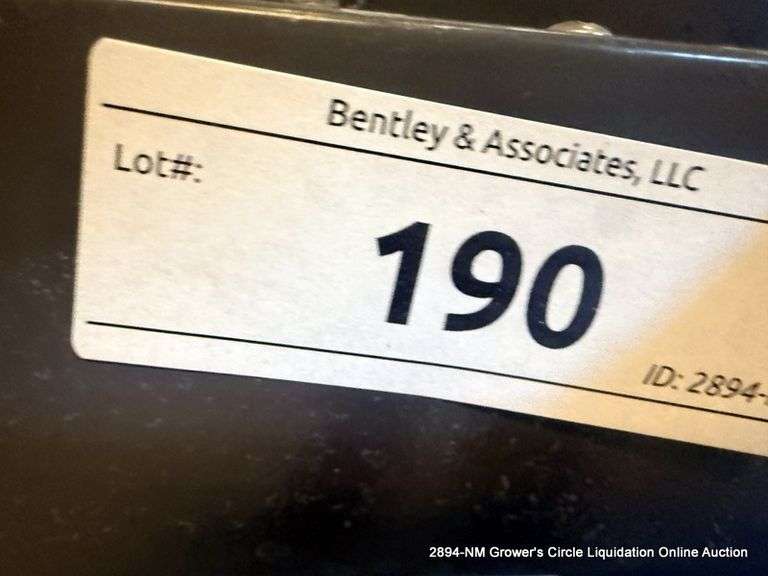 Bentley & Associates, LLC
Lot#:
190
ID: 2894-
2894-NM Grower's Circle Liquidation Online Auction